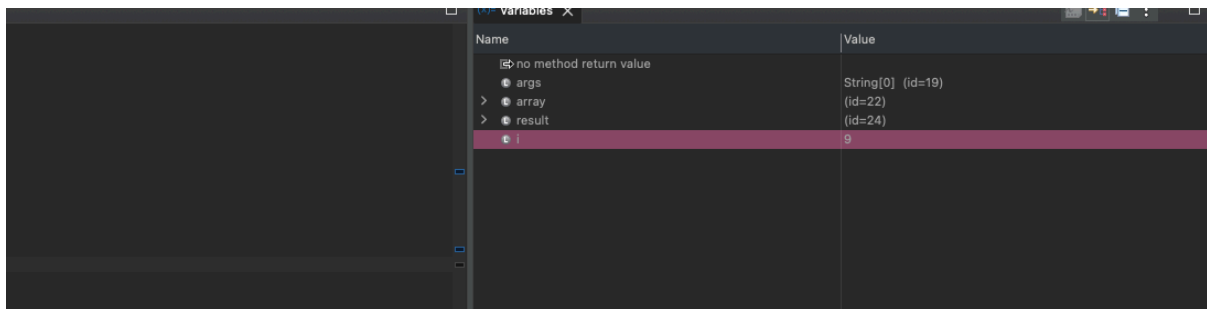 (x)= Variables
Name Value
no method return value
args String[0] (id=19)
array (id=22)
result (id=24)
i 9